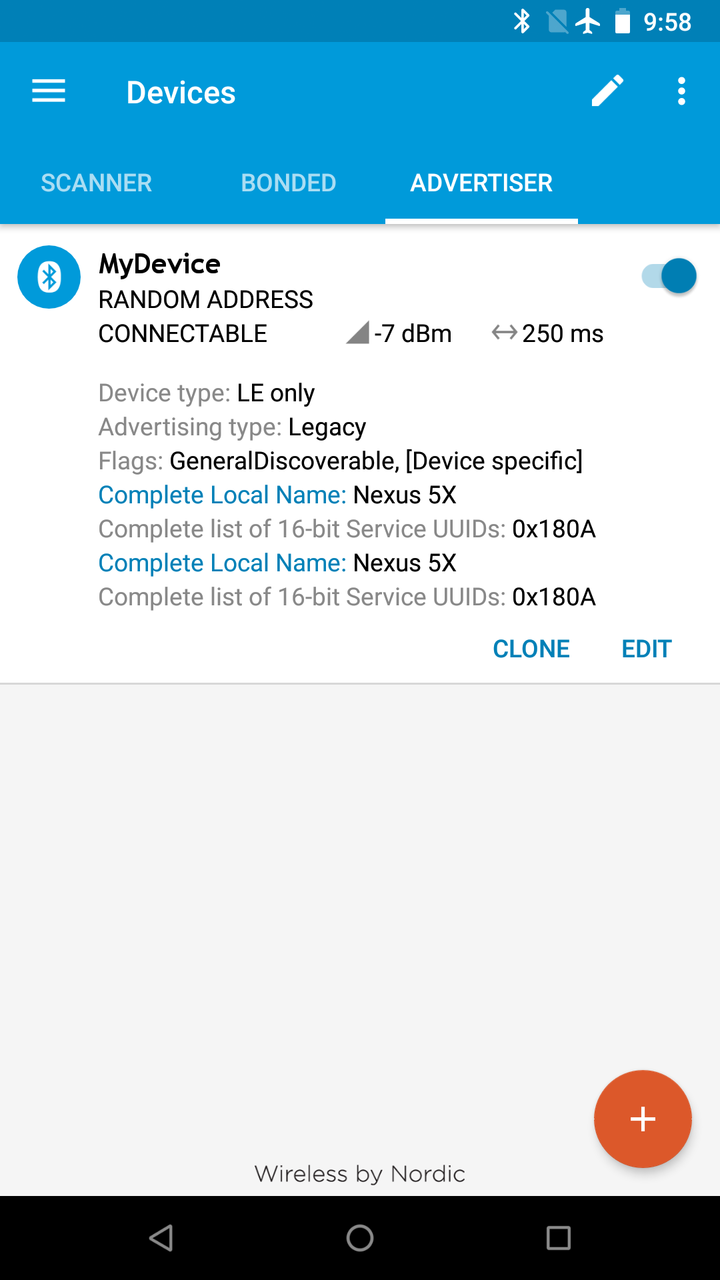 9:58
Devices
SCANNER BONDED ADVERTISER
MyDevice
RANDOM ADDRESS
CONNECTABLE -7 dBm 250 ms
Device type: LE only
Advertising type: Legacy
Flags: GeneralDiscoverable, [Device specific]
Complete Local Name: Nexus 5X
Complete list of 16-bit Service UUIDs: 0x180A
Complete Local Name: Nexus 5X
Complete list of 16-bit Service UUIDs: 0x180A
CLONE EDIT
+
Wireless by Nordic